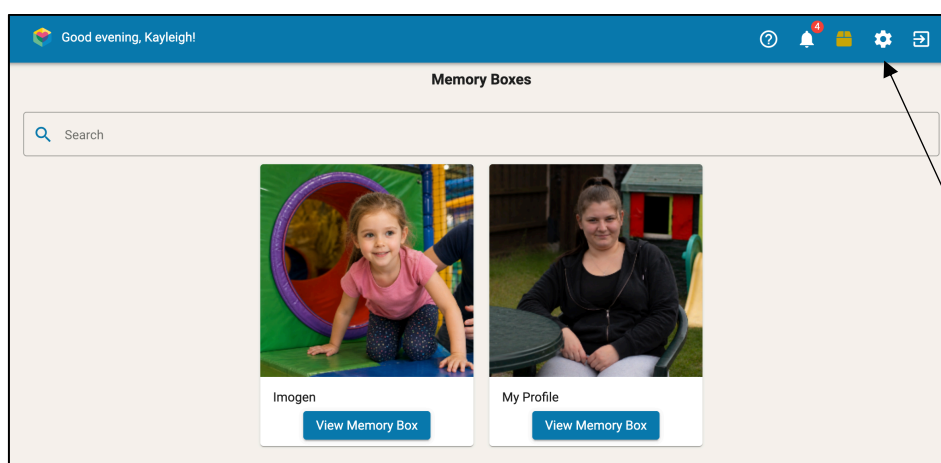 Good evening, Kayleigh!
4
Memory Boxes
Search
Imogen
My Profile
View Memory Box
View Memory Box